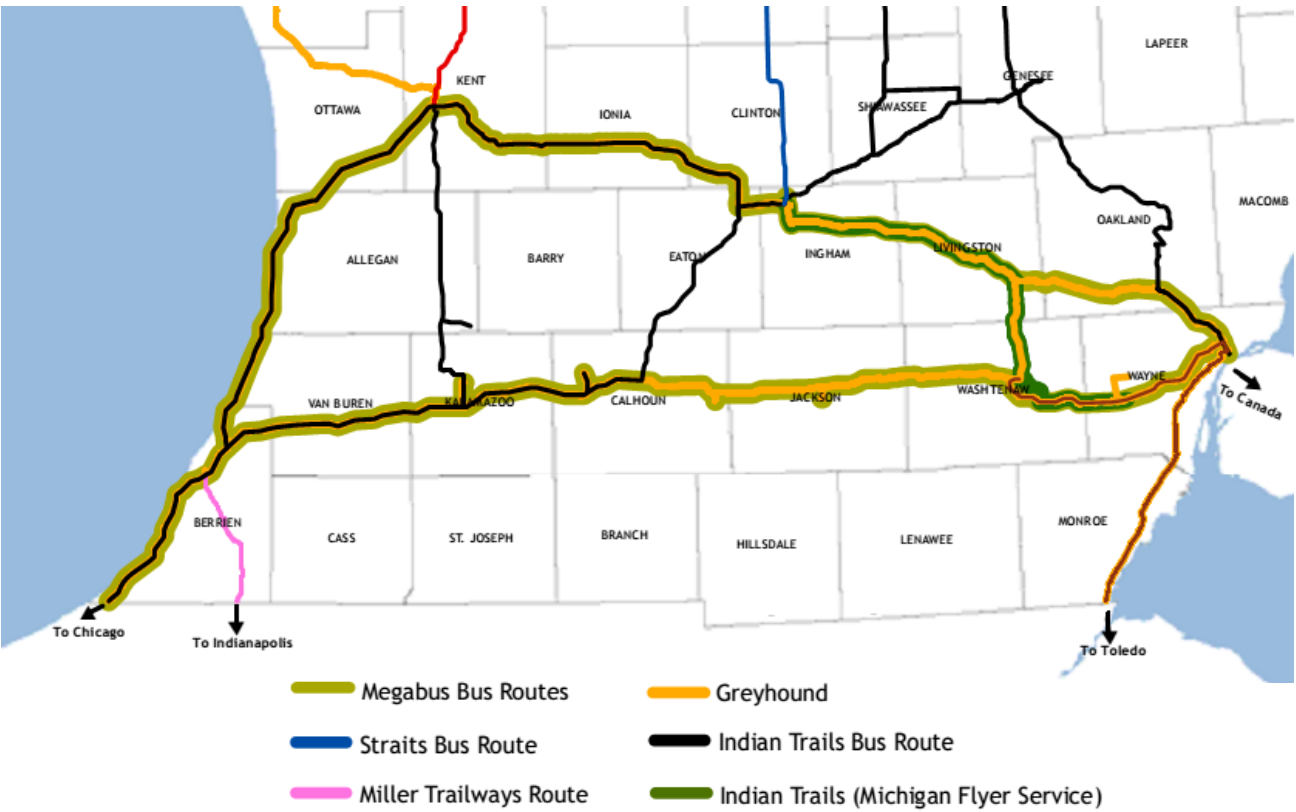 LAPEER
KENT
GENESEE
OTTAWA
IONIA
CLINTON
SHIAWASSEE
MACOMB
OAKLAND
ALLEGAN
BARRY
EATON
INGHAM
LIVINGSTON
VAN BUREN
KALAMAZOO
CALHOUN
JACKSON
WASHTENAW
WAYNE
To Canada
BERRIEN
CASS
ST. JOSEPH
BRANCH
HILLSDALE
LENAWEE
MONROE
To Chicago
To Indianapolis
To Toledo
Megabus Bus Routes
Greyhound
Straits Bus Route
Indian Trails Bus Route
Miller Trailways Route
Indian Trails (Michigan Flyer Service)